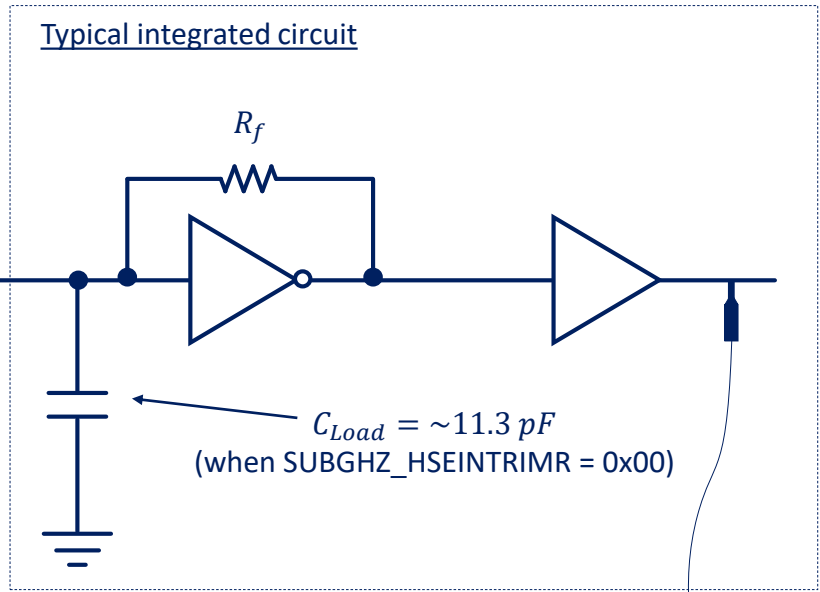 Typical integrated circuit
R_f
C_Load = ~11.3 pF
(when SUBGHZ_HSEINTRIMR = 0x00)